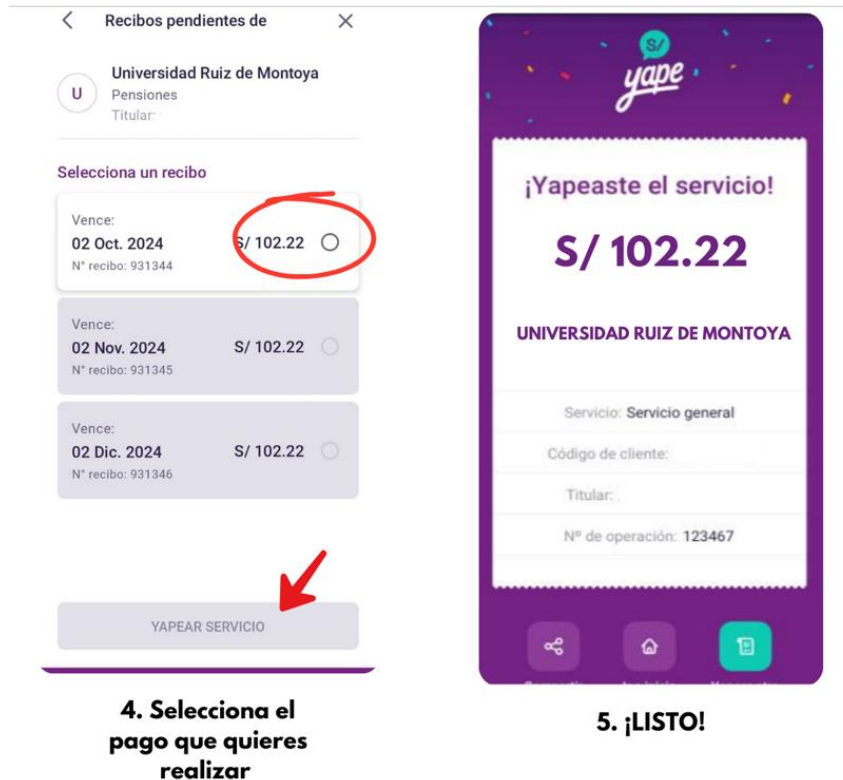 Recibos pendientes de
U
Universidad Ruiz de Montoya
Pensiones
Titular:
Selecciona un recibo
Vence:
02 Oct. 2024 S/ 102.22
N° recibo: 931344
Vence:
02 Nov. 2024 S/ 102.22
N° recibo: 931345
Vence:
02 Dic. 2024 S/ 102.22
N° recibo: 931346
YAPEAR SERVICIO
4. Selecciona el
pago que quieres
realizar
S/
yape
¡Yapeaste el servicio!
S/ 102.22
UNIVERSIDAD RUIZ DE MONTOYA
Servicio: Servicio general
Código de cliente:
Titular:
Nº de operación: 123467
5. ¡LISTO!